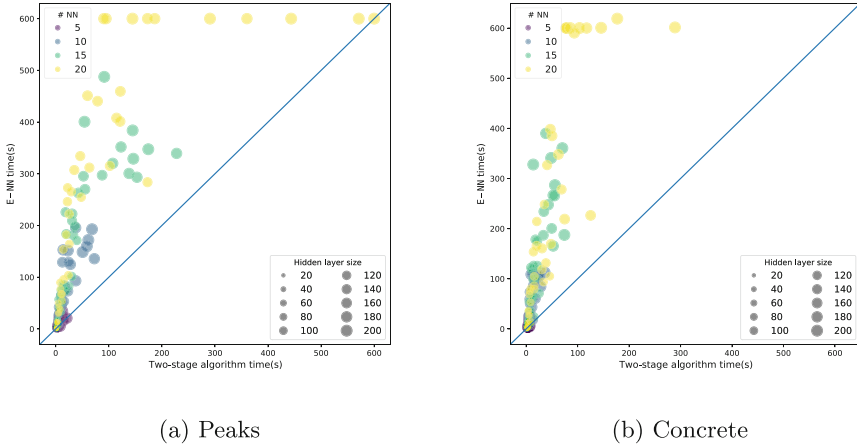 # NN
5
10
15
20
600
500
400
300
200
100
0
E−NN time(s)
Hidden layer size
20 120
40 140
60 160
80 180
100 200
0 100 200 300 400 500 600
Two-stage algorithm time(s)
(a) Peaks
# NN
5
10
15
20
600
500
400
300
200
100
0
E−NN time(s)
Hidden layer size
20 120
40 140
60 160
80 180
100 200
0 100 200 300 400 500 600
Two-stage algorithm time(s)
(b) Concrete